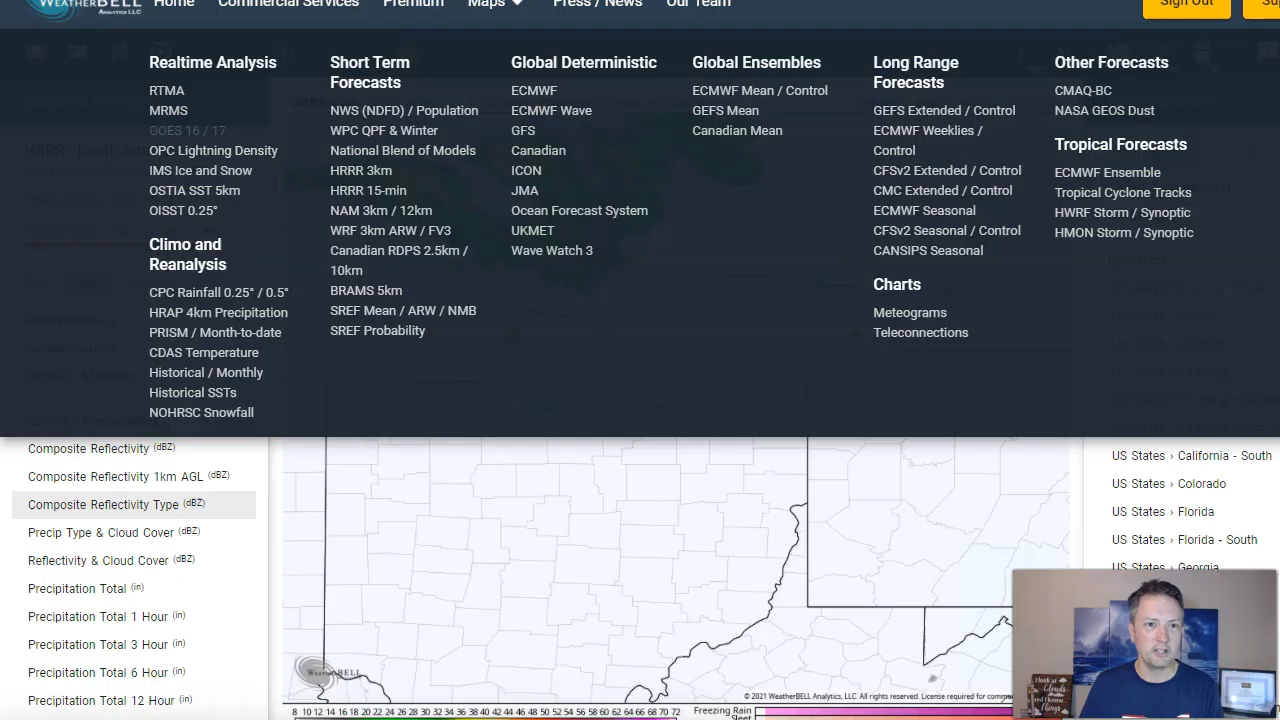 WEATHERBELL
ANALYTICS LLC
Home
Commercial Services
Premium
Maps
Press / News
Our Team
Sign Out
Realtime Analysis
RTMA
MRMS
GOES 16 / 17
OPC Lightning Density
IMS Ice and Snow
OSTIA SST 5km
OISST 0.25°
Climo and
Reanalysis
CPC Rainfall 0.25° / 0.5°
HRAP 4km Precipitation
PRISM / Month-to-date
CDAS Temperature
Historical / Monthly
Historical SSTs
NOHRSC Snowfall
Short Term
Forecasts
NWS (NDFD) / Population
WPC QPF & Winter
National Blend of Models
HRRR 3km
HRRR 15-min
NAM 3km / 12km
WRF 3km ARW / FV3
Canadian RDPS 2.5km /
10km
BRAMS 5km
SREF Mean / ARW / NMB
SREF Probability
Global Deterministic
ECMWF
ECMWF Wave
GFS
Canadian
ICON
JMA
Ocean Forecast System
UKMET
Wave Watch 3
Global Ensembles
ECMWF Mean / Control
GEFS Mean
Canadian Mean
Long Range
Forecasts
GEFS Extended / Control
ECMWF Weeklies /
Control
CFSv2 Extended / Control
CMC Extended / Control
ECMWF Seasonal
CFSv2 Seasonal / Control
CANSIPS Seasonal
Charts
Meteograms
Teleconnections
Other Forecasts
CMAQ-BC
NASA GEOS Dust
Tropical Forecasts
ECMWF Ensemble
Tropical Cyclone Tracks
HWRF Storm / Synoptic
HMON Storm / Synoptic
Composite Reflectivity (dBZ)
Composite Reflectivity 1km AGL (dBZ)
Composite Reflectivity Type (dBZ)
Precip Type & Cloud Cover (dBZ)
Reflectivity & Cloud Cover (dBZ)
Precipitation Total (in)
Precipitation Total 1 Hour (in)
Precipitation Total 3 Hour (in)
Precipitation Total 6 Hour (in)
Precipitation Total 12 Hour (in)
US States › California - South
US States › Colorado
US States › Florida
US States › Florida - South
US States › Georgia
WEATHERBELL
© 2021 WeatherBELL Analytics, LLC. All rights reserved. License required for
8 10 12 14 16 18 20 22 24 26 28 30 32 34 36 38 40 42 44 46 48 50 52 54 56 58 60 62 64 66 68 70 72
Freezing Rain
Sleet